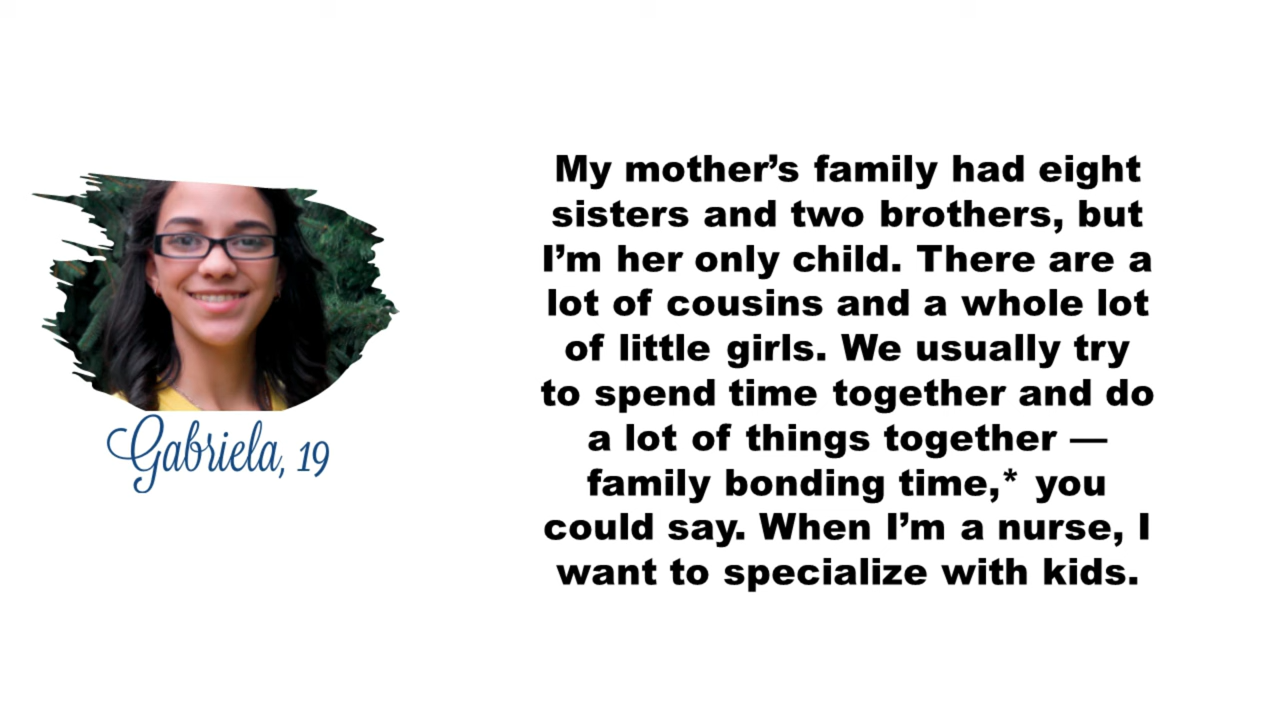 Gabriela, 19
My mother’s family had eight
sisters and two brothers, but
I’m her only child. There are a
lot of cousins and a whole lot
of little girls. We usually try
to spend time together and do
a lot of things together —
family bonding time,* you
could say. When I’m a nurse, I
want to specialize with kids.